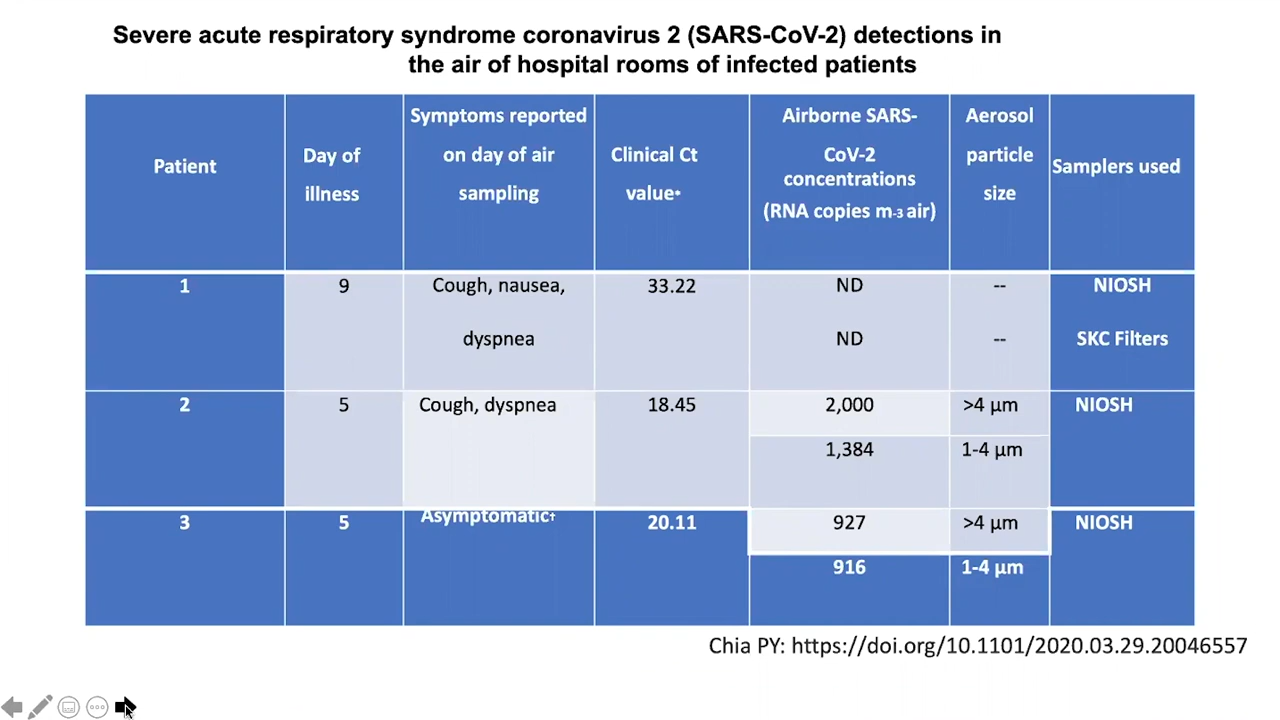 Severe acute respiratory syndrome coronavirus 2 (SARS-CoV-2) detections in
the air of hospital rooms of infected patients
Patient
Day of
illness
Symptoms reported
on day of air
sampling
Clinical Ct
value•
Airborne SARS-
CoV-2
concentrations
(RNA copies m-3 air)
Aerosol
particle
size
Samplers used
1
9
Cough, nausea,
dyspnea
33.22
ND
--
NIOSH
ND
--
SKC Filters
2
5
Cough, dyspnea
18.45
2,000
>4 µm
NIOSH
1,384
1-4 µm
3
5
Asymptomatic†
20.11
927
>4 µm
NIOSH
916
1-4 µm
Chia PY: https://doi.org/10.1101/2020.03.29.20046557